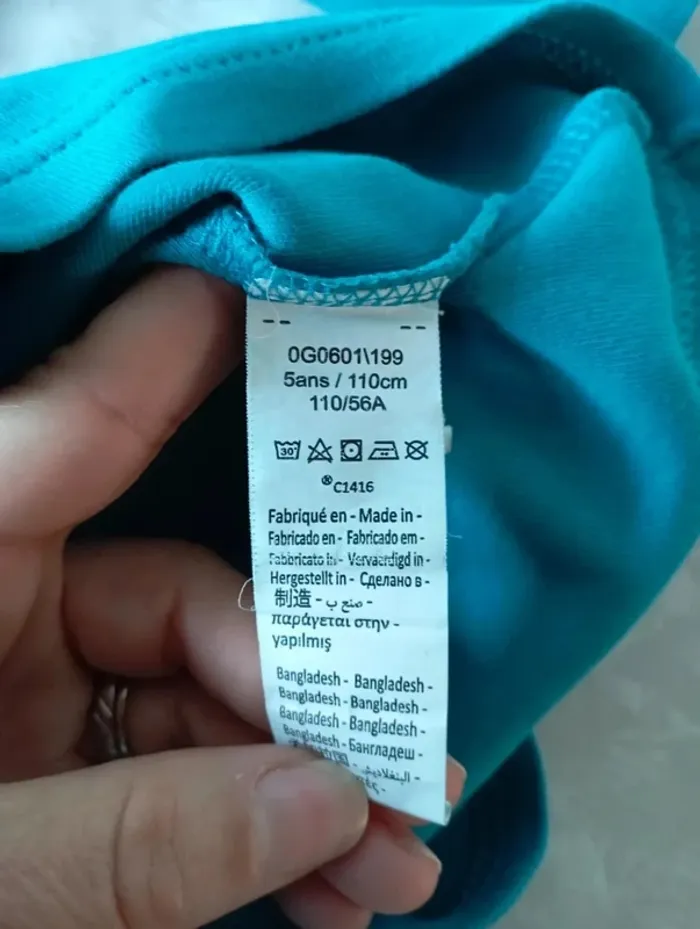 0G0601\199
5ans / 110cm
110/56A
30
®C1416
Fabriqué en - Made in -
Fabricado en - Fabricado em -
Fabbricato in - Vervaardigd in -
Hergestellt in - Сделано в -
制造 - صنع ب -
παράγεται στην -
yapılmış
Bangladesh - Bangladesh -
Bangladesh - Bangladesh -
Bangladesh - Bangladesh -
Bangladesh - Бангладеш -